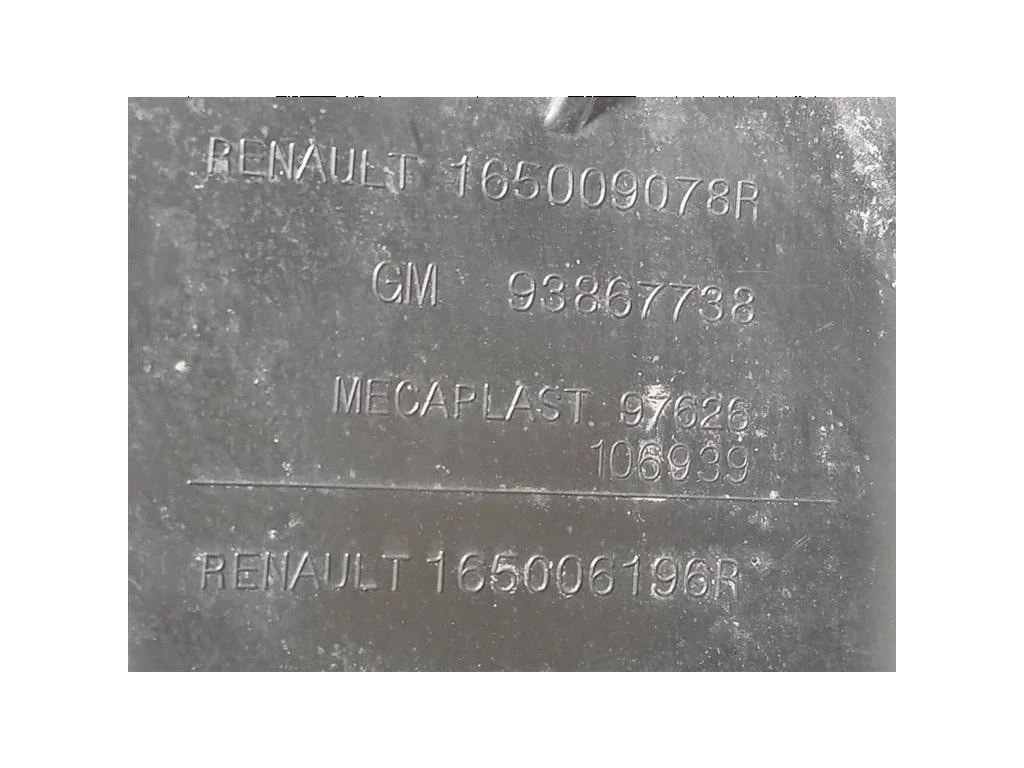 RENAULT 165009078R
GM 93867738
MECAPLAST 97626
106939
RENAULT 165006196R